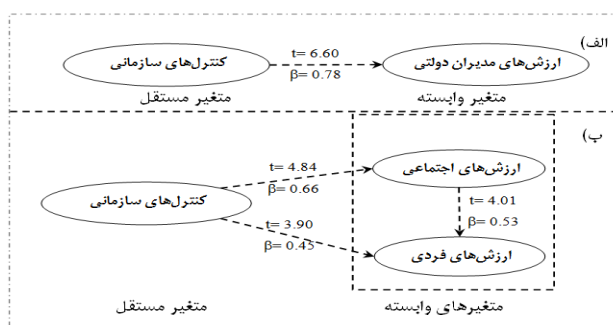 الف)
t= 6.60
ارزش‌های مدیران دولتی
کنترل‌های سازمانی
β= 0.78
متغیر وابسته
متغیر مستقل
ب)
ارزش‌های اجتماعی
t= 4.84
β= 0.66
کنترل‌های سازمانی
t= 4.01
β= 0.53
t= 3.90
β= 0.45
ارزش‌های فردی
متغیرهای وابسته
متغیر مستقل